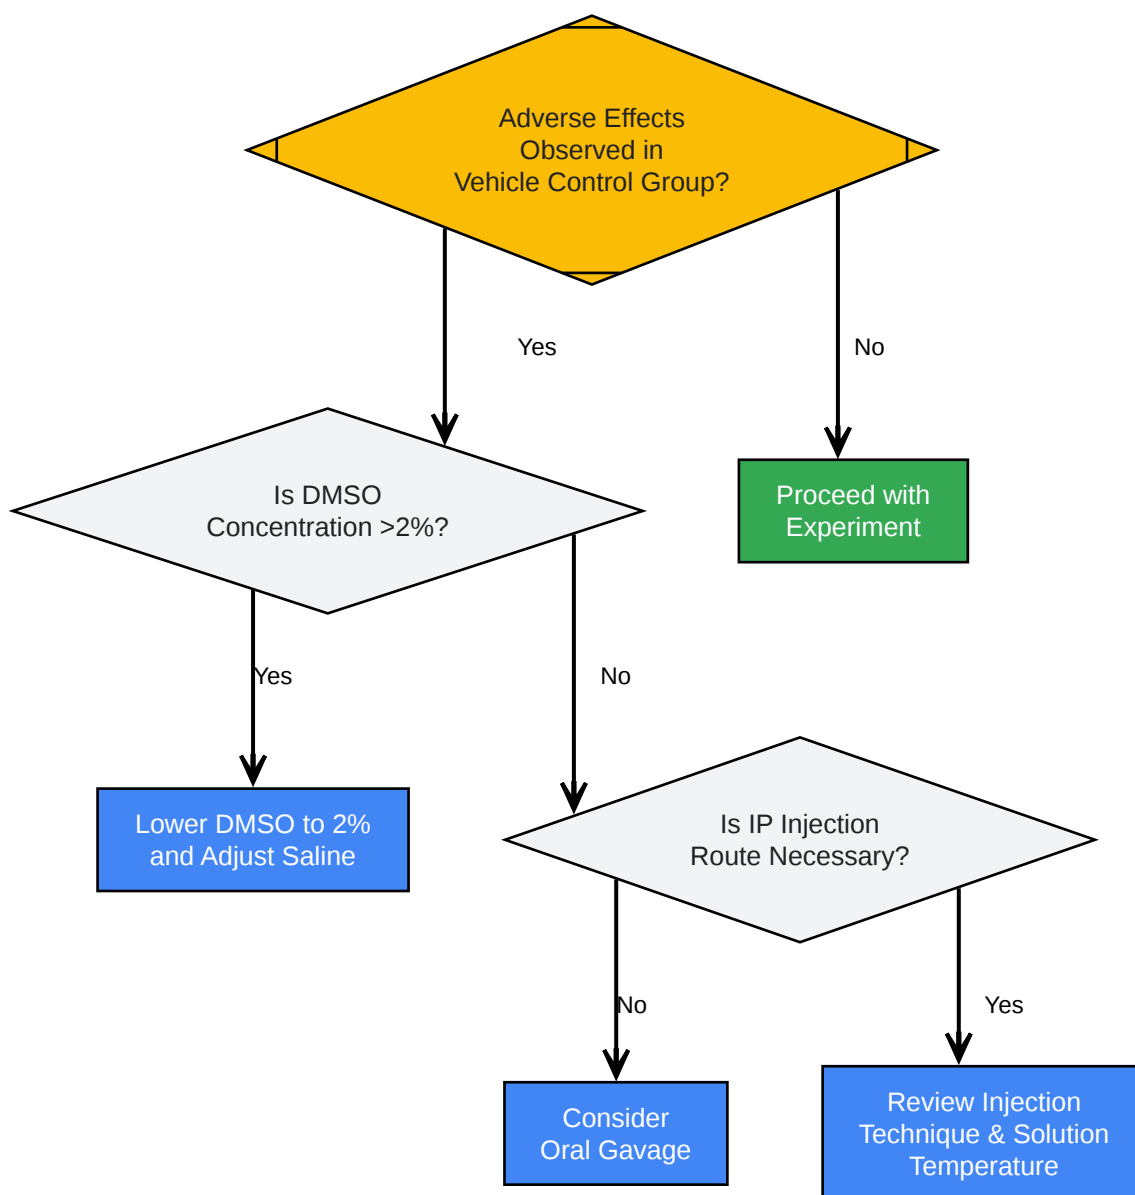 Adverse Effects
Observed in
Vehicle Control Group?
Yes
No
Is DMSO
Concentration >2%?
Proceed with
Experiment
Yes
No
Lower DMSO to 2%
and Adjust Saline
Is IP Injection
Route Necessary?
No
Yes
Consider
Oral Gavage
Review Injection
Technique & Solution
Temperature